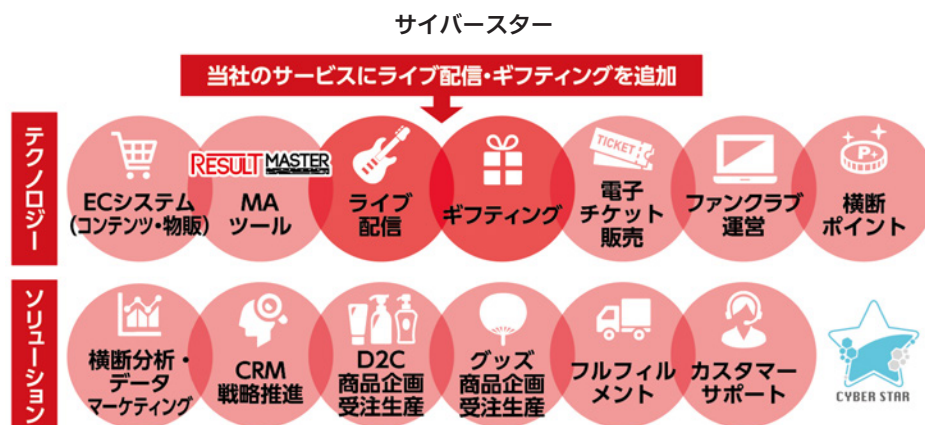 サイバースター
当社のサービスにライブ配信・ギフティングを追加
テクノロジー
ECシステム
(コンテンツ・物販)
RESULT MASTER
MA
ツール
ライブ
配信
ギフティング
TICKET
電子
チケット
販売
ファンクラブ
運営
P+
横断
ポイント
ソリューション
横断分析・
データ
マーケティング
CRM
戦略推進
D2C
商品企画
受注生産
グッズ
商品企画
受注生産
フルフィル
メント
カスタマー
サポート
CYBER STAR